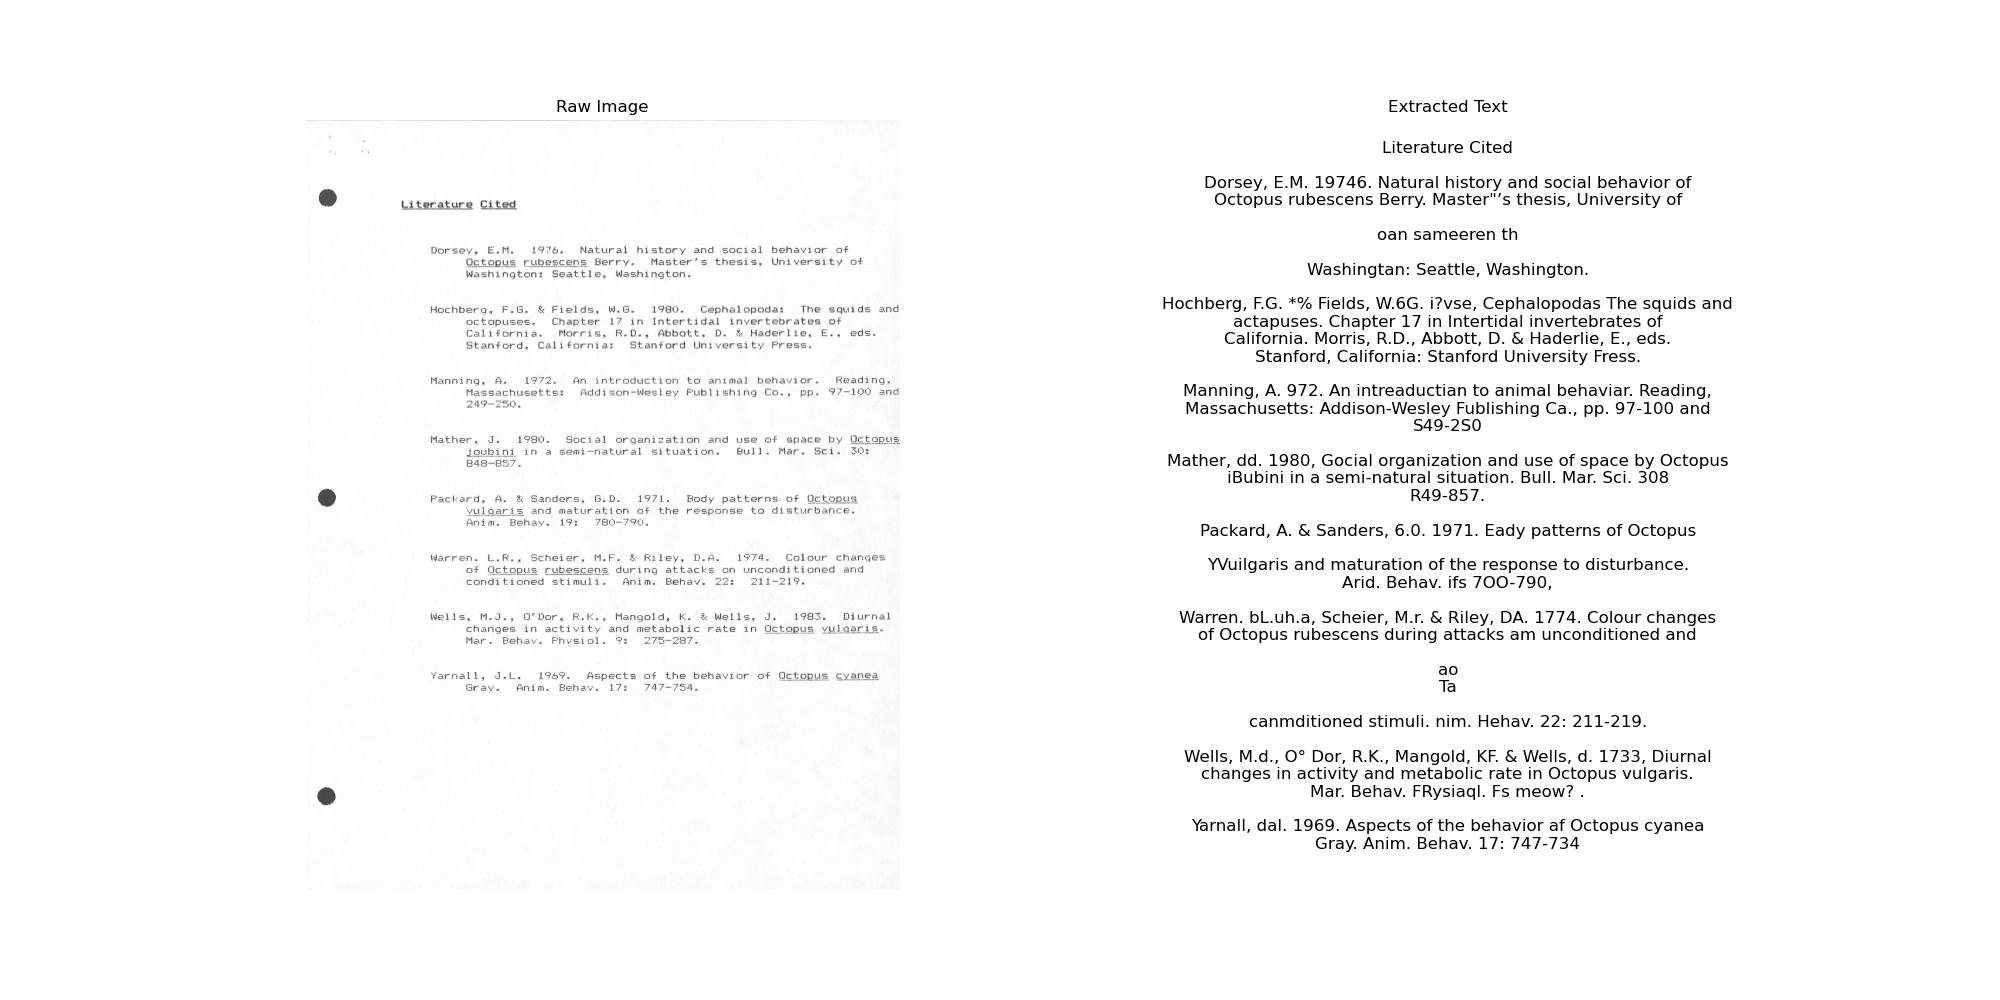 Raw Image
Literature Cited
Dorsey, E.M. 1976. Natural history and social behavior of
Octopus rubescens Berry. Master's thesis, University of
Washington: Seattle, Washington.
Hochberg, F.G. & Fields, W.G. 1980. Cephalopoda: The squids and
octopuses. Chapter 17 in Intertidal invertebrates of
California. Morris, R.D., Abbott, D. & Haderlie, E., eds.
Stanford, California: Stanford University Press.
Manning, A. 1972. An introduction to animal behavior. Reading,
Massachusetts: Addison-Wesley Publishing Co., pp. 97-100 and
249-250.
Mather, J. 1980. Social organization and use of space by Octopus
joubini in a semi-natural situation. Bull. Mar. Sci. 30:
848-857.
Packard, A. & Sanders, G.D. 1971. Body patterns of Octopus
vulgaris and maturation of the response to disturbance.
Anim. Behav. 19: 780-790.
Warren. L.R., Scheier, M.F. & Riley, D.A. 1974. Colour changes
of Octopus rubescens during attacks on unconditioned and
conditioned stimuli. Anim. Behav. 22: 211-219.
Wells, M.J., O'Dor, R.K., Mangold, K. & Wells, J. 1983. Diurnal
changes in activity and metabolic rate in Octopus vulgaris.
Mar. Behav. Physiol. 9: 275-287.
Yarnall, J.L. 1969. Aspects of the behavior of Octopus cyanea
Gray. Anim. Behav. 17: 747-754.
Extracted Text
Literature Cited
Dorsey, E.M. 19746. Natural history and social behavior of
Octopus rubescens Berry. Master"’s thesis, University of
oan sameeren th
Washingtan: Seattle, Washington.
Hochberg, F.G. *% Fields, W.6G. i?vse, Cephalopodas The squids and
actapuses. Chapter 17 in Intertidal invertebrates of
California. Morris, R.D., Abbott, D. & Haderlie, E., eds.
Stanford, California: Stanford University Fress.
Manning, A. 972. An intreaductian to animal behaviar. Reading,
Massachusetts: Addison-Wesley Fublishing Ca., pp. 97-100 and
S49-2S0
Mather, dd. 1980, Gocial organization and use of space by Octopus
iBubini in a semi-natural situation. Bull. Mar. Sci. 308
R49-857.
Packard, A. & Sanders, 6.0. 1971. Eady patterns of Octopus
YVuilgaris and maturation of the response to disturbance.
Arid. Behav. ifs 7OO-790,
Warren. bL.uh.a, Scheier, M.r. & Riley, DA. 1774. Colour changes
of Octopus rubescens during attacks am unconditioned and
ao
Ta
canmditioned stimuli. nim. Hehav. 22: 211-219.
Wells, M.d., O° Dor, R.K., Mangold, KF. & Wells, d. 1733, Diurnal
changes in activity and metabolic rate in Octopus vulgaris.
Mar. Behav. FRysiaql. Fs meow? .
Yarnall, dal. 1969. Aspects of the behavior af Octopus cyanea
Gray. Anim. Behav. 17: 747-734